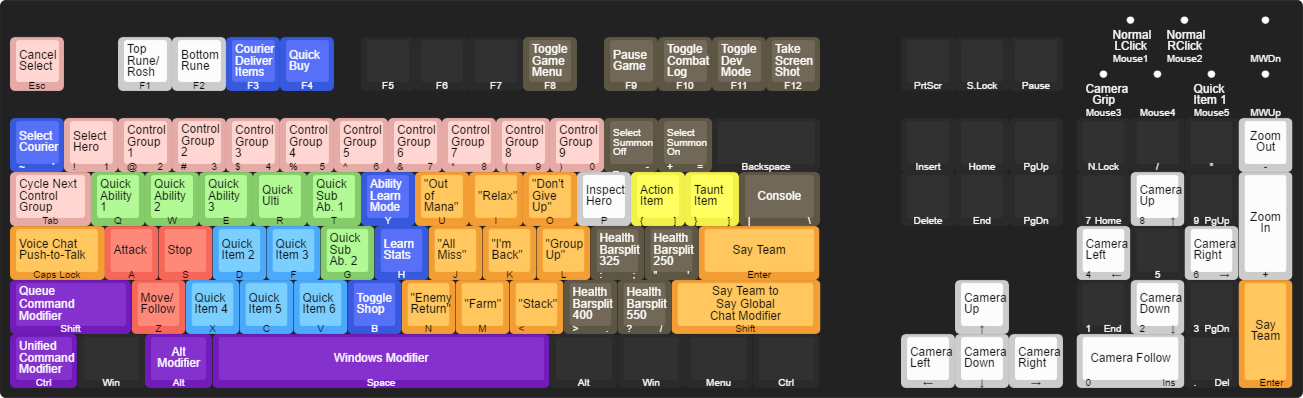 Cancel
Select
Esc
Top
Rune/
Rosh
F1
Bottom
Rune
F2
Courier
Deliver
Items
F3
Quick
Buy
F4
F5
F6
F7
Toggle
Game
Menu
F8
Pause
Game
F9
Toggle
Combat
Log
F10
Toggle
Dev
Mode
F11
Take
Screen
Shot
F12
PrtScr
S.Lock
Pause
Normal
LClick
Mouse1
Normal
RClick
Mouse2
MWDn
Camera
Grip
Mouse3
Mouse4
Quick
Item 1
Mouse5
MWUp
Select
Courier
~ `
Select
Hero
! 1
Control
Group
1
@ 2
Control
Group
2
# 3
Control
Group
3
$ 4
Control
Group
4
% 5
Control
Group
5
^ 6
Control
Group
6
& 7
Control
Group
7
* 8
Control
Group
8
( 9
Control
Group
9
) 0
Select
Summon
Off
_ -
Select
Summon
On
+ =
Backspace
Insert
Home
PgUp
N.Lock
/
*
Zoom
Out
-
Cycle Next
Control
Group
Tab
Quick
Ability
1
Q
Quick
Ability
2
W
Quick
Ability
3
E
Quick
Ulti
R
Quick
Sub
Ab. 1
T
Ability
Learn
Mode
Y
"Out
of
Mana"
U
"Relax"
I
"Don't
Give
Up"
O
Inspect
Hero
P
Action
Item
{ ]
Taunt
Item
} ]
Console
| \
Delete
End
PgDn
7 Home
Camera
Up
8 ↑
9 PgUp
Zoom
In
+
Voice Chat
Push-to-Talk
Caps Lock
Attack
A
Stop
S
Quick
Item 2
D
Quick
Item 3
F
Quick
Sub
Ab. 2
G
Learn
Stats
H
"All
Miss"
J
"I'm
Back"
K
"Group
Up"
L
Health
Barsplit
325
: ;
Health
Barsplit
250
" '
Say Team
Enter
Camera
Left
4 ←
5
Camera
Right
6 →
Queue
Command
Modifier
Shift
Move/
Follow
Z
Quick
Item 4
X
Quick
Item 5
C
Quick
Item 6
V
Toggle
Shop
B
"Enemy
Return"
N
"Farm"
M
"Stack"
< ,
Health
Barsplit
400
> .
Health
Barsplit
550
? /
Say Team to
Say Global
Chat Modifier
Shift
Camera
Up
↑
1 End
Camera
Down
2 ↓
3 PgDn
Say
Team
Enter
Unified
Command
Modifier
Ctrl
Win
Alt
Modifier
Alt
Windows Modifier
Space
Alt
Win
Menu
Ctrl
Camera
Left
←
Camera
Down
↓
Camera
Right
→
Camera Follow
0 Ins
. Del